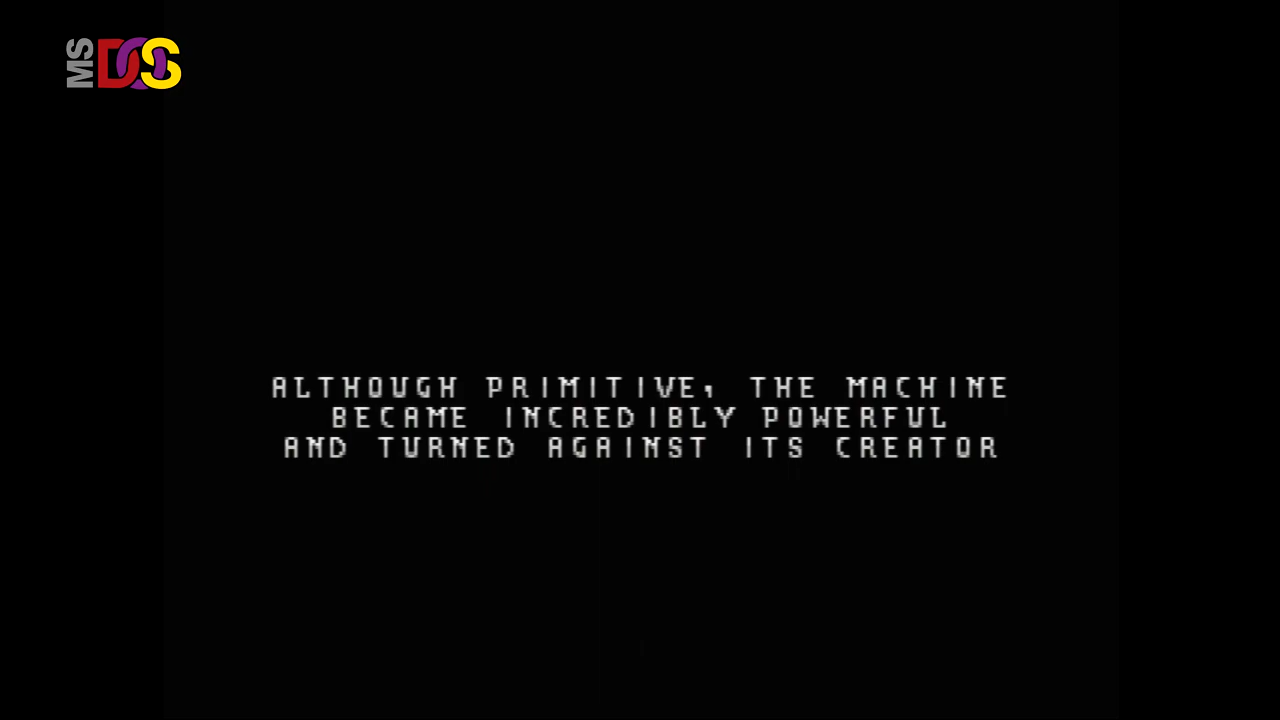 MS
DOS
ALTHOUGH PRIMITIVE, THE MACHINE
BECAME INCREDIBLY POWERFUL
AND TURNED AGAINST ITS CREATOR